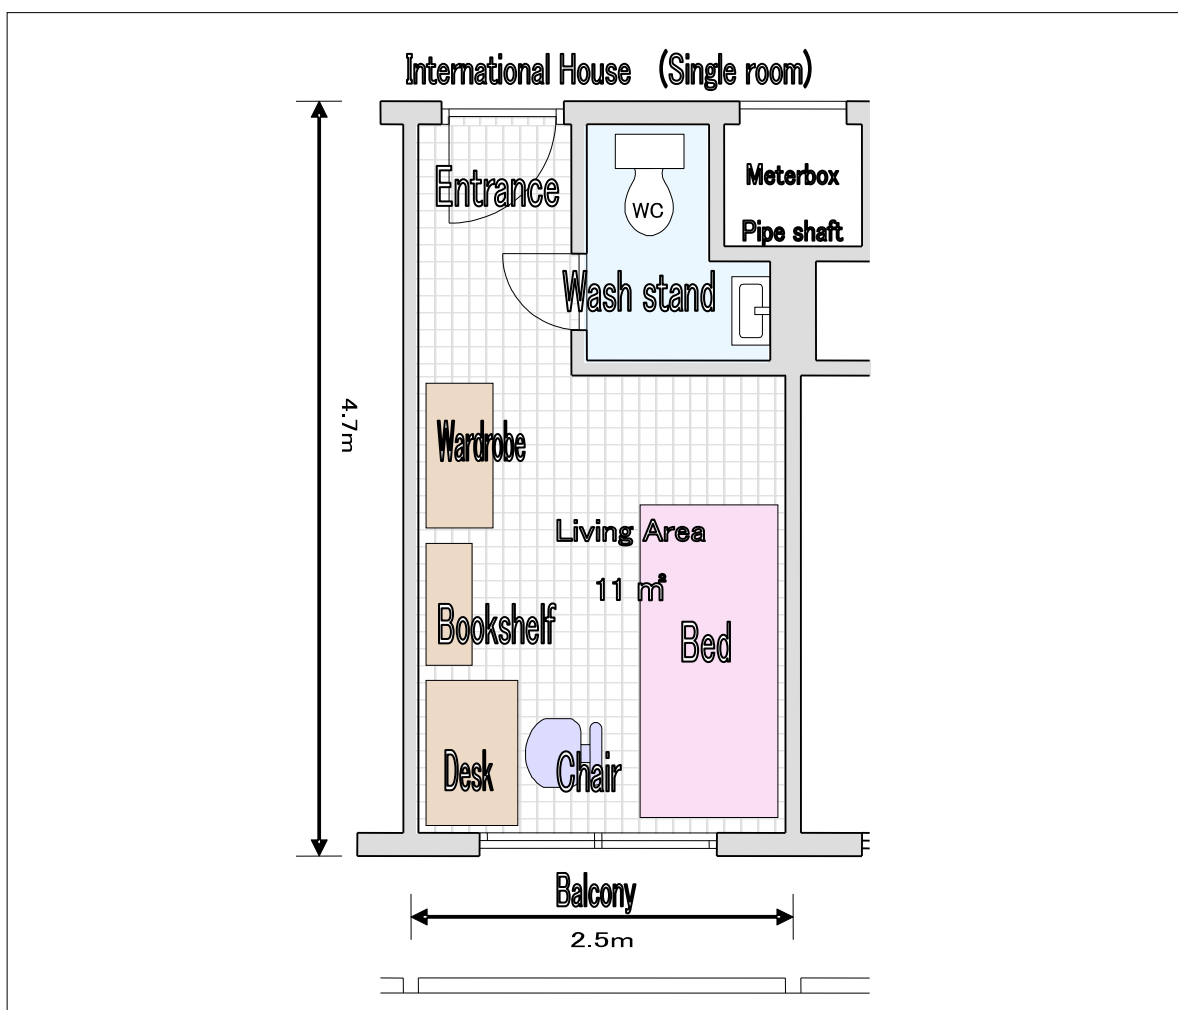 International House (Single room)
Entrance
WC
Meterbox
Pipe shaft
Wash stand
4.7m
Wardrobe
Living Area
11 ㎡
Bookshelf
Bed
Desk
Chair
Balcony
2.5m